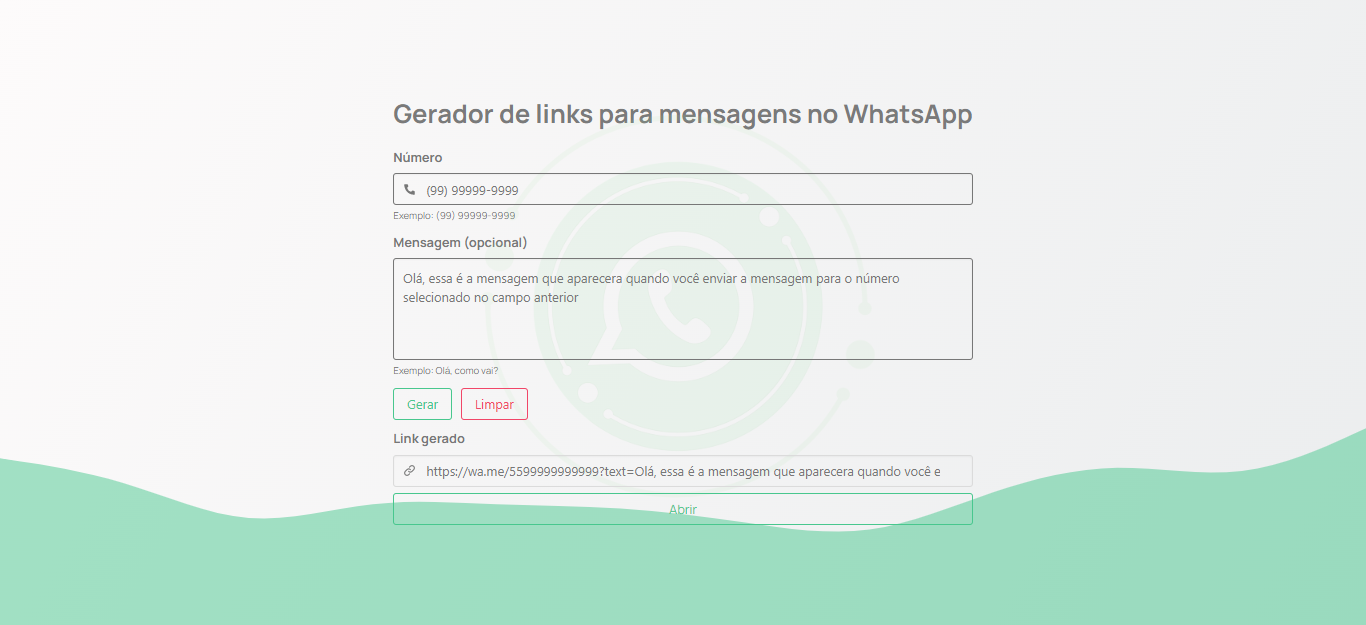 Gerador de links para mensagens no WhatsApp
Número
(99) 99999-9999
Exemplo: (99) 99999-9999
Mensagem (opcional)
Olá, essa é a mensagem que aparecera quando você enviar a mensagem para o número
selecionado no campo anterior
Exemplo: Olá, como vai?
Gerar Limpar
Link gerado
https://wa.me/5599999999999?text=Olá, essa é a mensagem que aparecera quando você e
Abrir